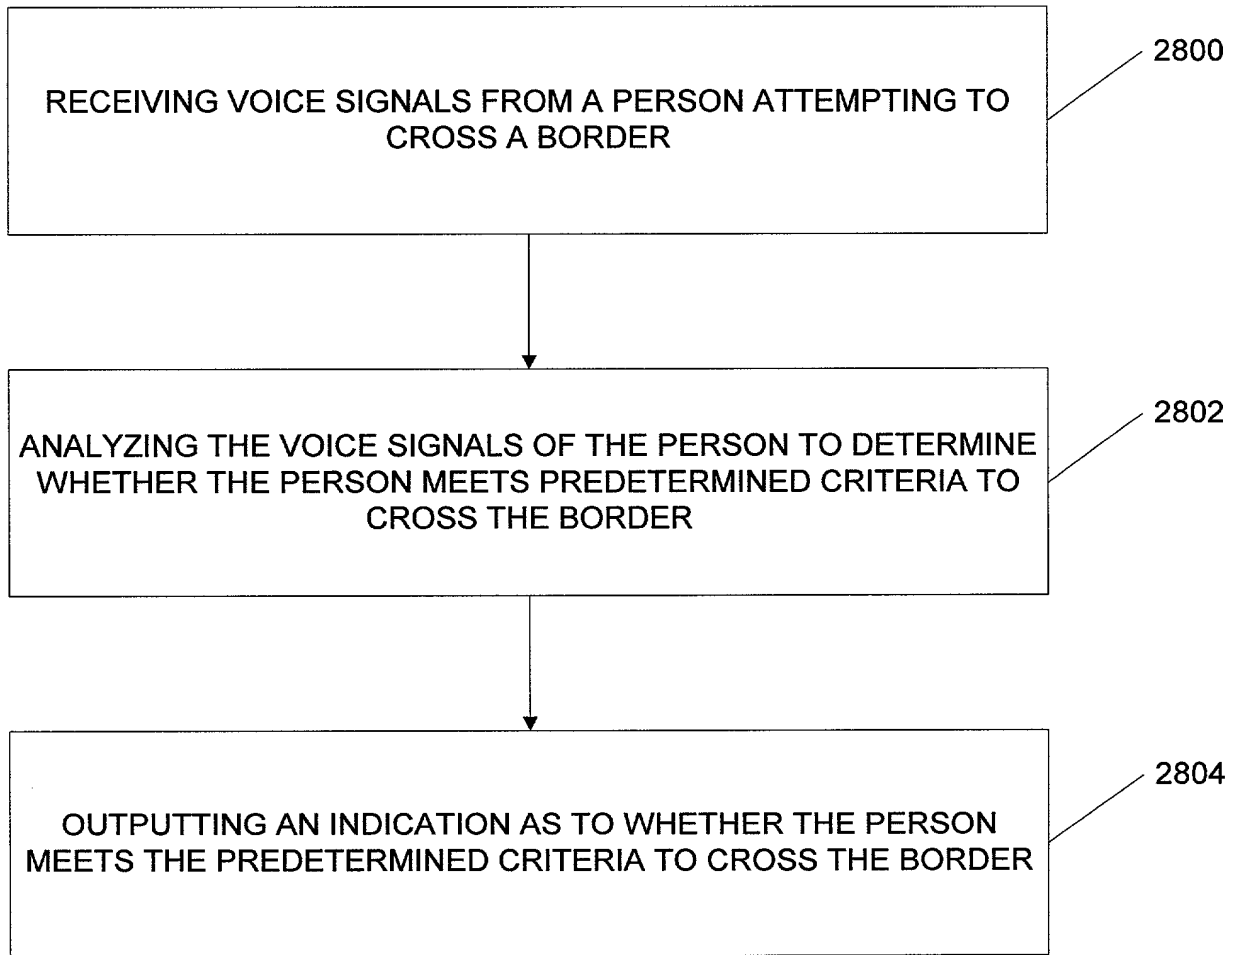 RECEIVING VOICE SIGNALS FROM A PERSON ATTEMPTING TO
CROSS A BORDER
2800
ANALYZING THE VOICE SIGNALS OF THE PERSON TO DETERMINE
WHETHER THE PERSON MEETS PREDETERMINED CRITERIA TO
CROSS THE BORDER
2802
OUTPUTTING AN INDICATION AS TO WHETHER THE PERSON
MEETS THE PREDETERMINED CRITERIA TO CROSS THE BORDER
2804